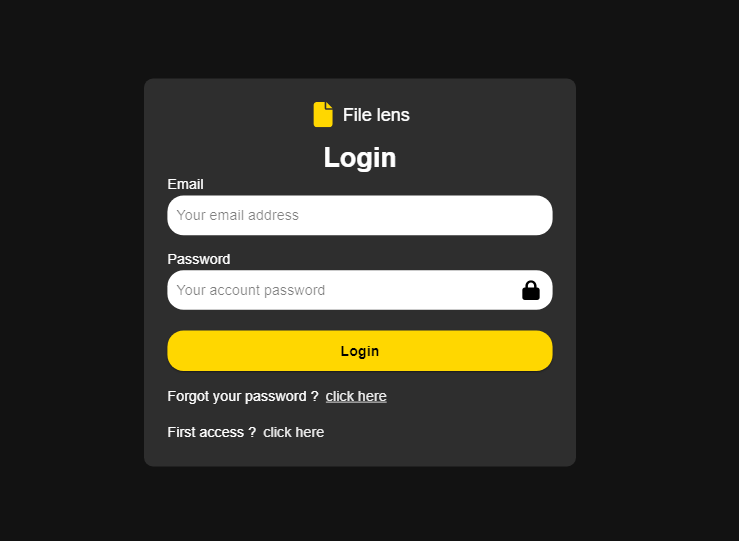 File lens
Login
Email
Your email address
Password
Your account password
Login
Forgot your password ? click here
First access ? click here